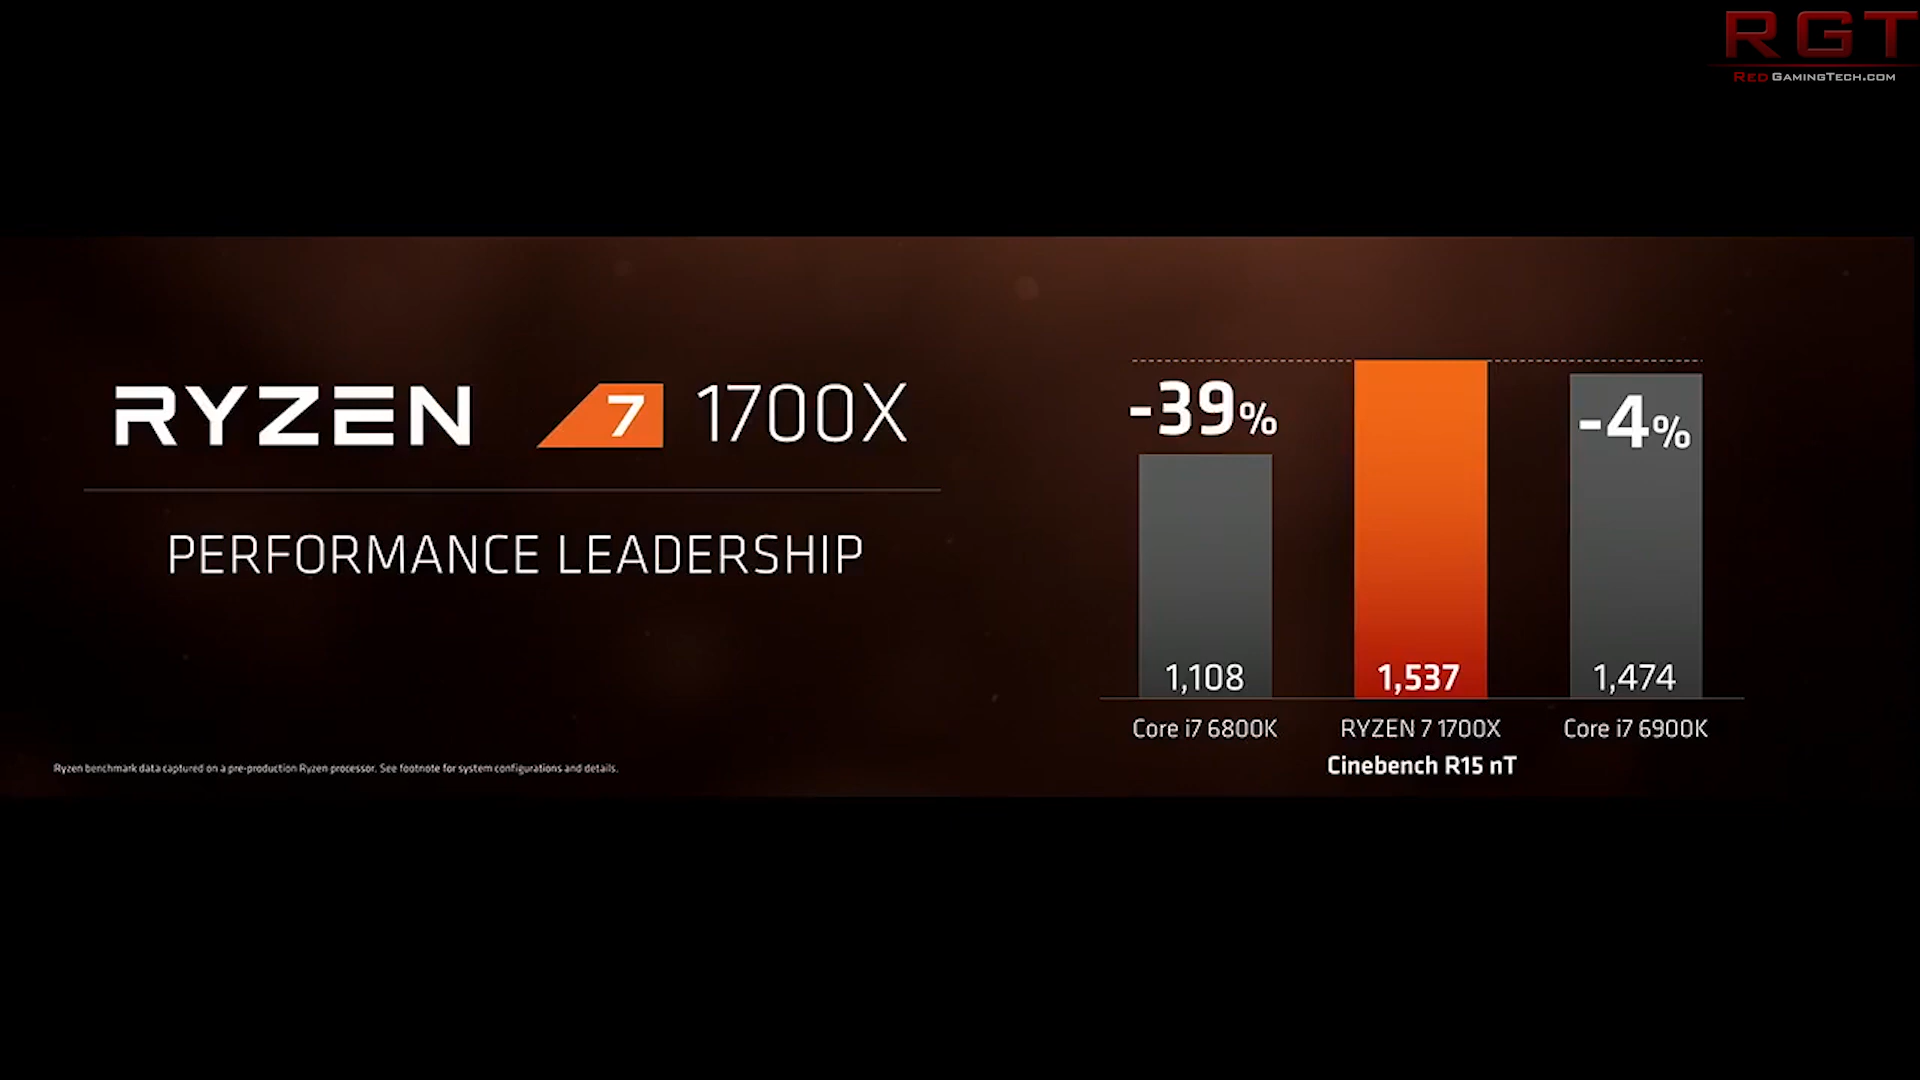 RGT
RedGamingTech.com
RYZEN 7 1700X
PERFORMANCE LEADERSHIP
Ryzen benchmark data captured on a pre-production Ryzen processor. See footnote for system configurations and details.
-39%
-4%
1,108
1,537
1,474
Core i7 6800K
RYZEN 7 1700X
Core i7 6900K
Cinebench R15 nT